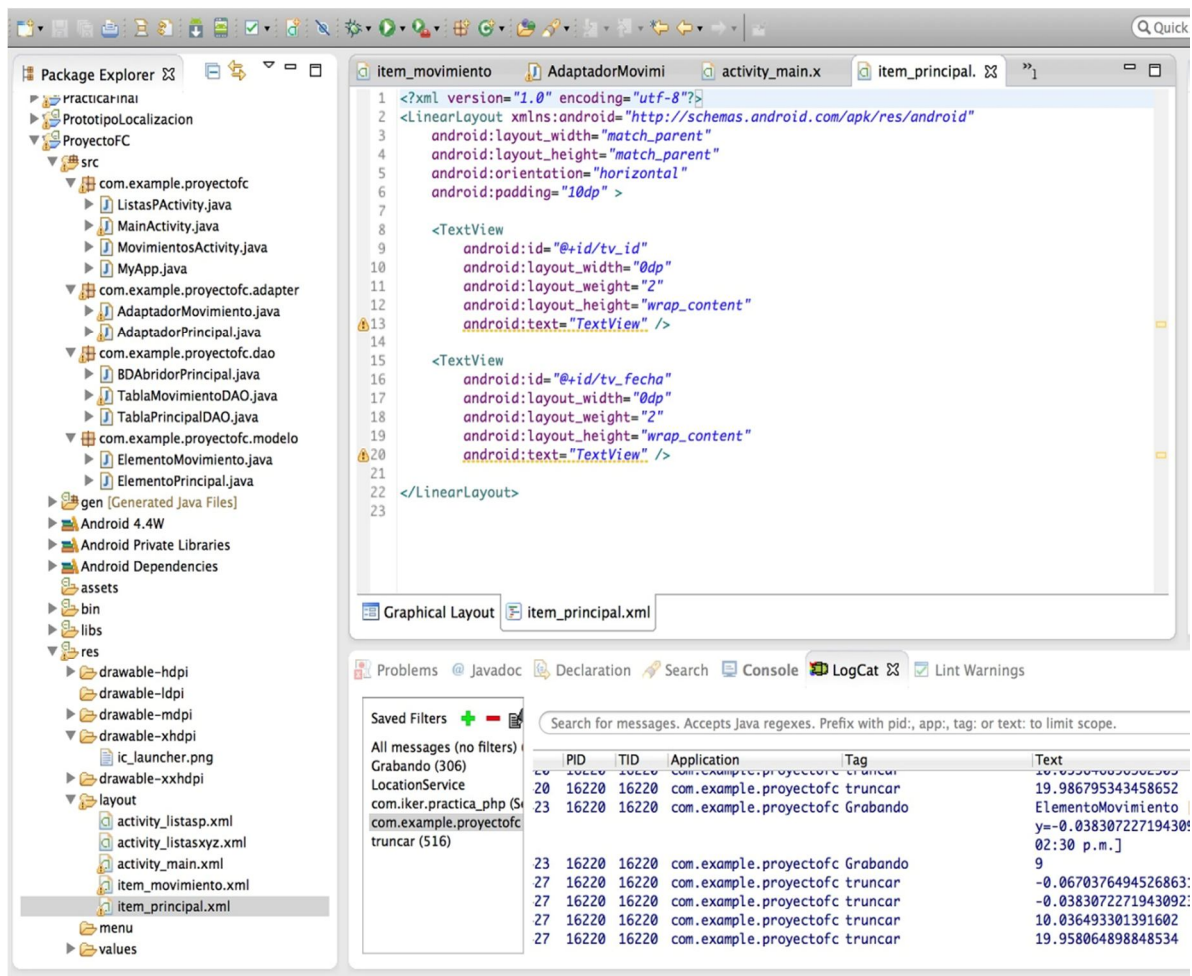 Quick
Package Explorer
PracticaFinal
PrototipoLocalizacion
ProyectoFC
src
com.example.proyectofc
ListasPActivity.java
MainActivity.java
MovimientosActivity.java
MyApp.java
com.example.proyectofc.adapter
AdaptadorMovimiento.java
AdaptadorPrincipal.java
com.example.proyectofc.dao
BDAbridorPrincipal.java
TablaMovimientoDAO.java
TablaPrincipalDAO.java
com.example.proyectofc.modelo
ElementoMovimiento.java
ElementoPrincipal.java
gen [Generated Java Files]
Android 4.4W
Android Private Libraries
Android Dependencies
assets
bin
libs
res
drawable-hdpi
drawable-ldpi
drawable-mdpi
drawable-xhdpi
ic_launcher.png
drawable-xxhdpi
layout
activity_listasp.xml
activity_listasxyz.xml
activity_main.xml
item_movimiento.xml
item_principal.xml
menu
values
item_movimiento AdaptadorMovimi activity_main.x item_principal. »1
1 <?xml version="1.0" encoding="utf-8"?>
2 <LinearLayout xmlns:android="http://schemas.android.com/apk/res/android"
3 android:layout_width="match_parent"
4 android:layout_height="match_parent"
5 android:orientation="horizontal"
6 android:padding="10dp" >
7
8 <TextView
9 android:id="@+id/tv_id"
10 android:layout_width="0dp"
11 android:layout_weight="2"
12 android:layout_height="wrap_content"
13 android:text="TextView" />
14
15 <TextView
16 android:id="@+id/tv_fecha"
17 android:layout_width="0dp"
18 android:layout_weight="2"
19 android:layout_height="wrap_content"
20 android:text="TextView" />
21
22 </LinearLayout>
23
Graphical Layout item_principal.xml
Problems @ Javadoc Declaration Search Console LogCat Lint Warnings
Saved Filters
All messages (no filters) (
Grabando (306)
LocationService
com.iker.practica_php (Se
com.example.proyectofc
truncar (516)
Search for messages. Accepts Java regexes. Prefix with pid:, app:, tag: or text: to limit scope.
PID TID Application Tag Text
20 16220 16220 com.example.proyectofc truncar
20 16220 16220 com.example.proyectofc truncar 19.986795343458652
23 16220 16220 com.example.proyectofc Grabando ElementoMovimiento [
y=-0.038307227194309
02:30 p.m.]
23 16220 16220 com.example.proyectofc Grabando 9
27 16220 16220 com.example.proyectofc truncar -0.0670376494526863
27 16220 16220 com.example.proyectofc truncar -0.0383072271943092
27 16220 16220 com.example.proyectofc truncar 10.036493301391602
27 16220 16220 com.example.proyectofc truncar 19.958064898848534